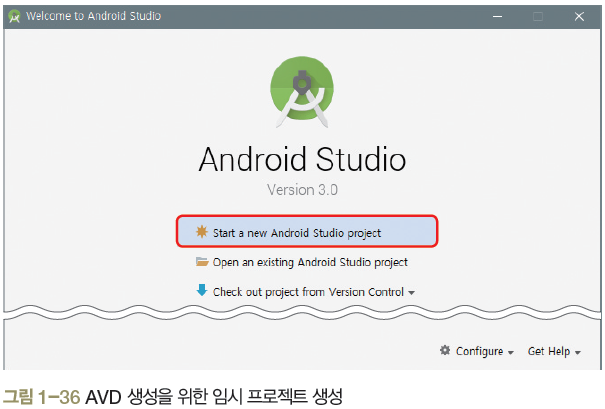 Welcome to Android Studio
Android Studio
Version 3.0
Start a new Android Studio project
Open an existing Android Studio project
Check out project from Version Control
Configure
Get Help
그림 1-36 AVD 생성을 위한 임시 프로젝트 생성